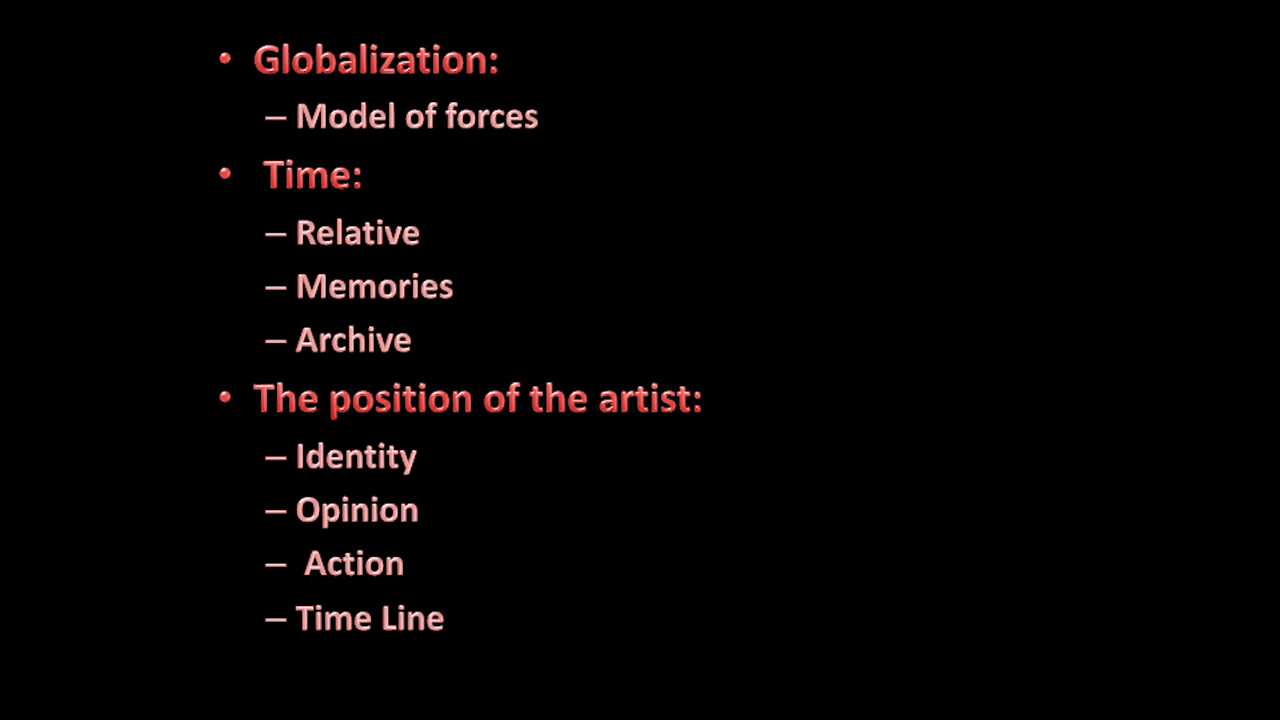 • Globalization:
– Model of forces
• Time:
– Relative
– Memories
– Archive
• The position of the artist:
– Identity
– Opinion
– Action
– Time Line